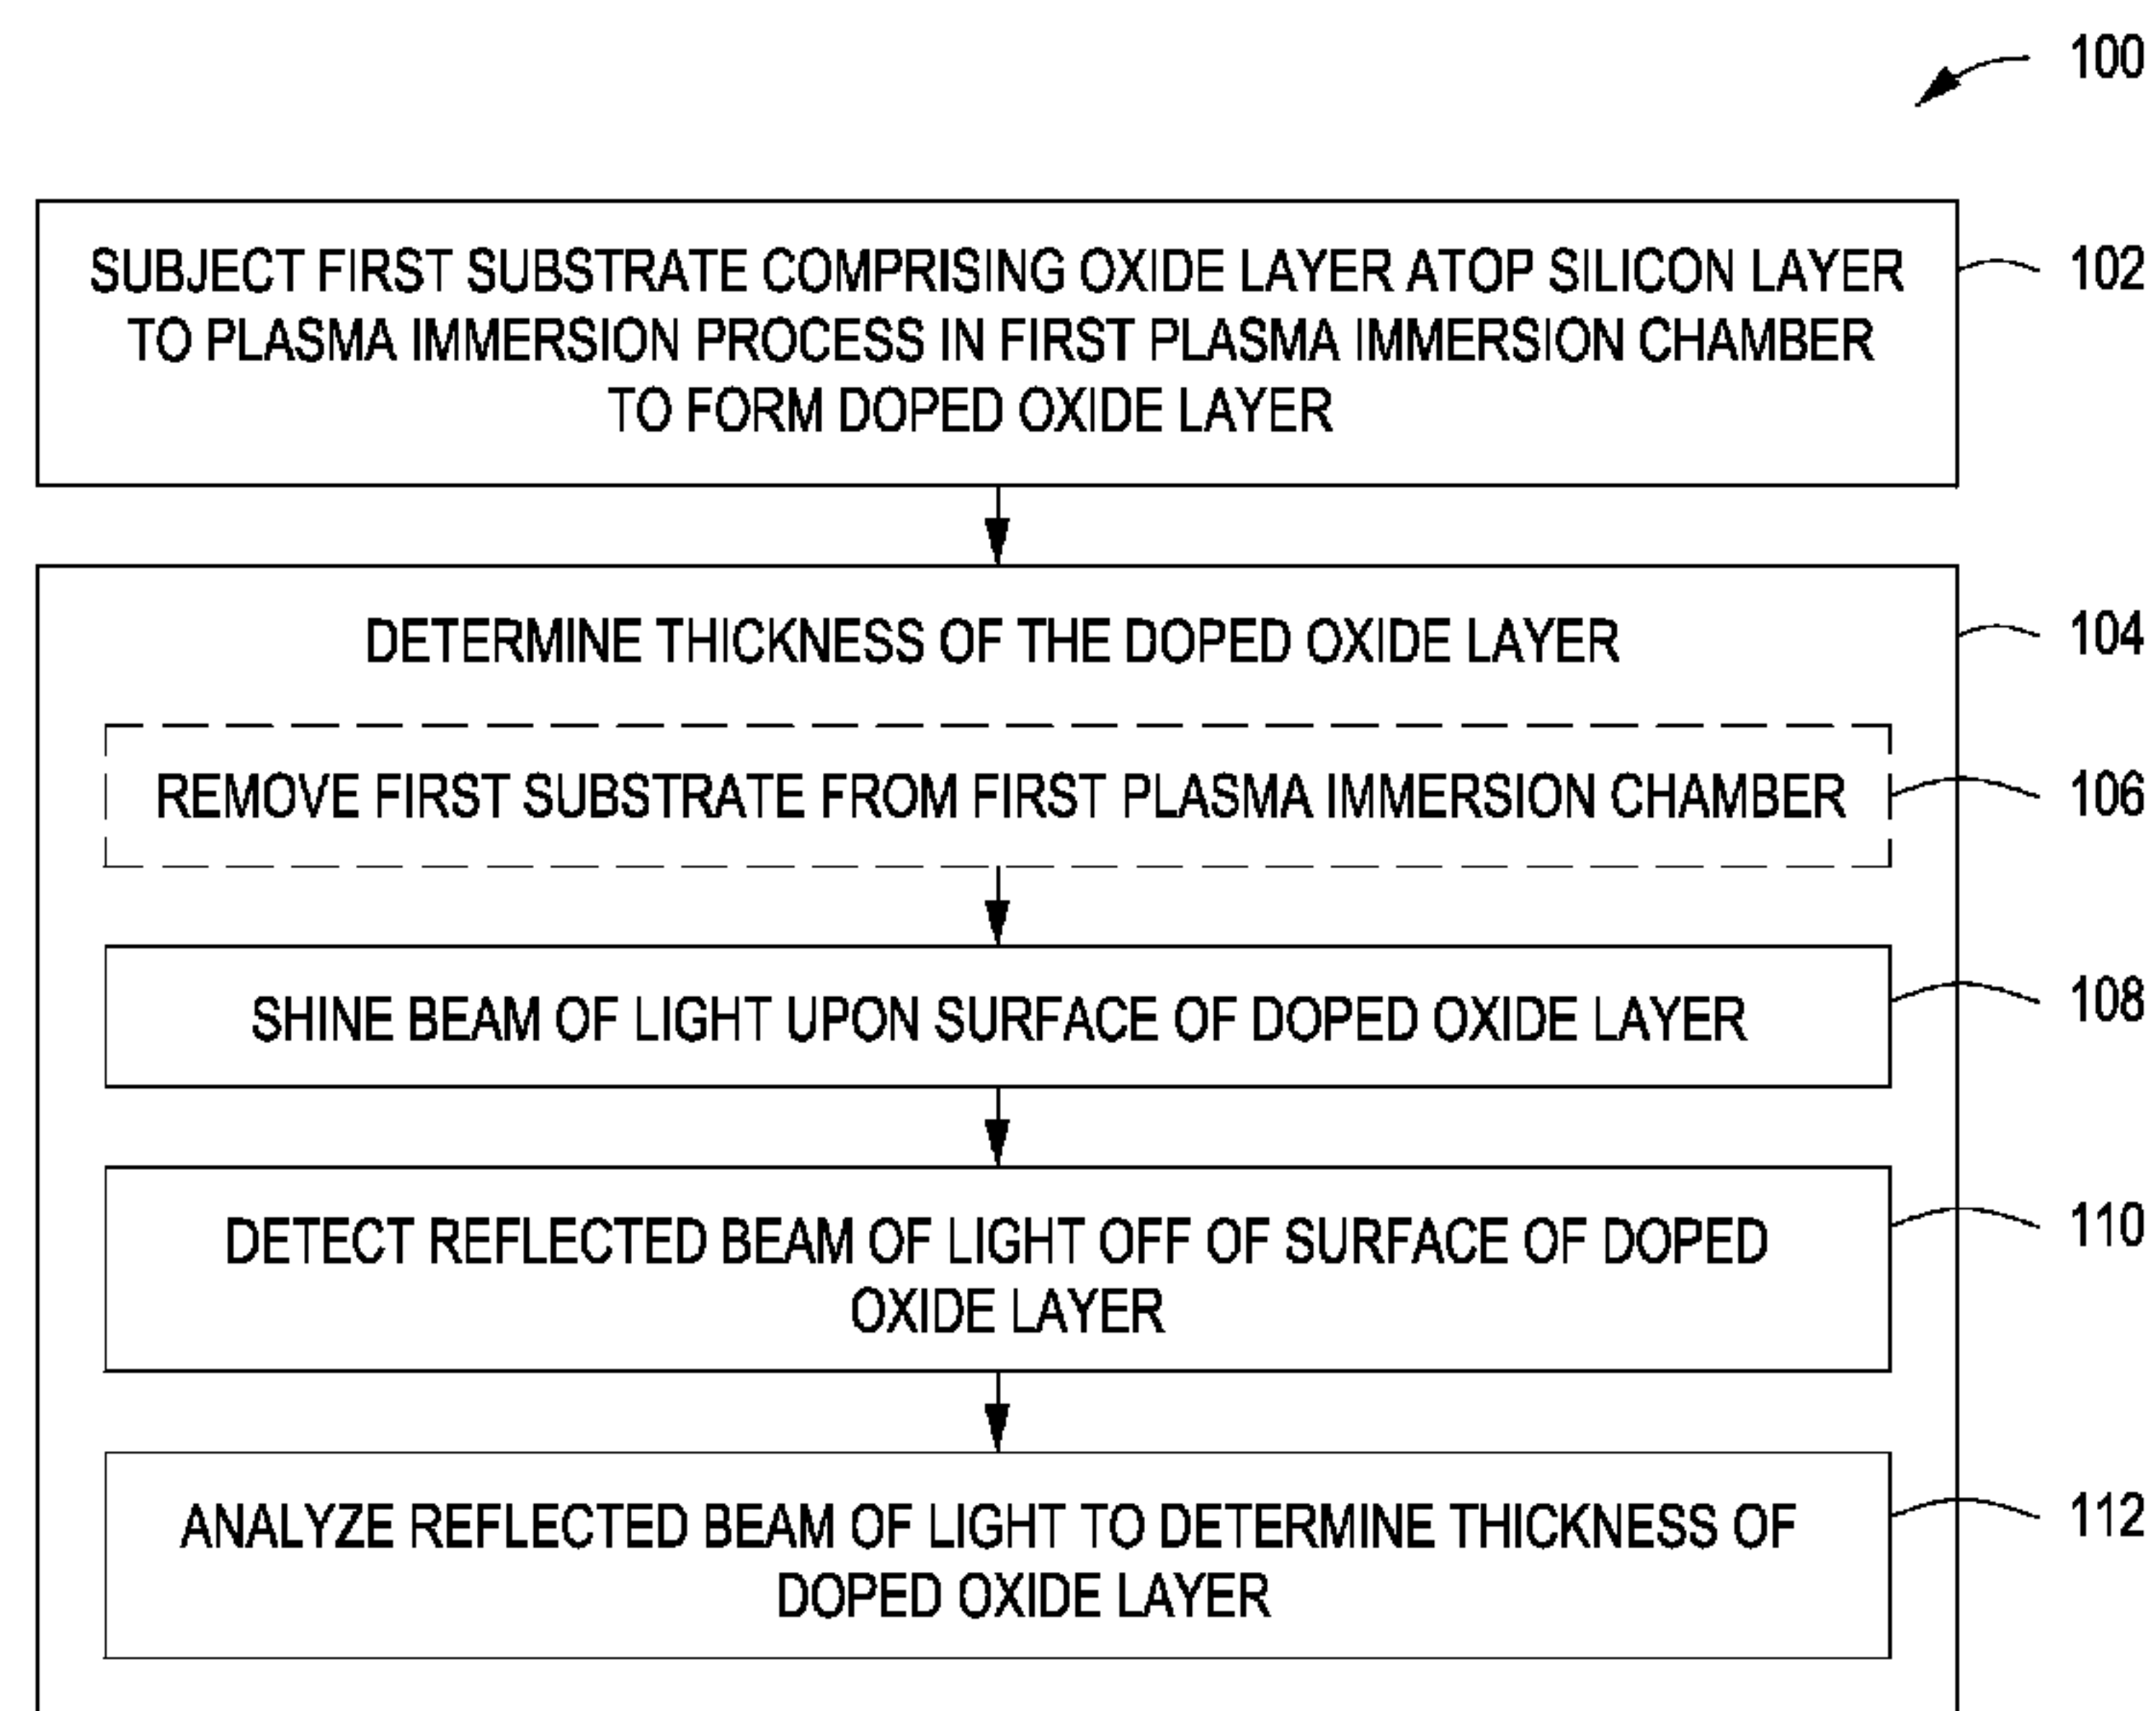 100
SUBJECT FIRST SUBSTRATE COMPRISING OXIDE LAYER ATOP SILICON LAYER
TO PLASMA IMMERSION PROCESS IN FIRST PLASMA IMMERSION CHAMBER
TO FORM DOPED OXIDE LAYER
102
DETERMINE THICKNESS OF THE DOPED OXIDE LAYER
104
REMOVE FIRST SUBSTRATE FROM FIRST PLASMA IMMERSION CHAMBER
106
SHINE BEAM OF LIGHT UPON SURFACE OF DOPED OXIDE LAYER
108
DETECT REFLECTED BEAM OF LIGHT OFF OF SURFACE OF DOPED
OXIDE LAYER
110
ANALYZE REFLECTED BEAM OF LIGHT TO DETERMINE THICKNESS OF
DOPED OXIDE LAYER
112